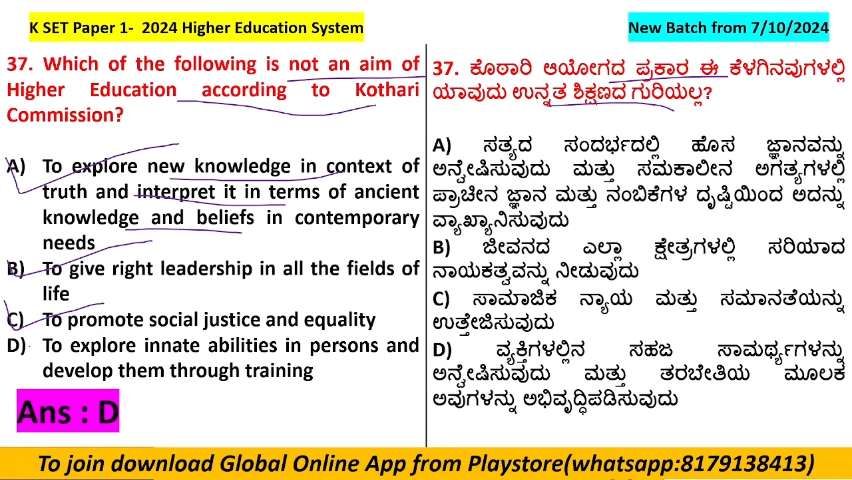 K SET Paper 1-  2024 Higher Education System
New Batch from 7/10/2024
37. Which of the following is not an aim of
Higher Education according to Kothari
Commission?
A) To explore new knowledge in context of
truth and interpret it in terms of ancient
knowledge and beliefs in contemporary
needs
B) To give right leadership in all the fields of
life
C) To promote social justice and equality
D) To explore innate abilities in persons and
develop them through training
Ans : D
37. ಕೊಠಾರಿ ಆಯೋಗದ ಪ್ರಕಾರ ಈ ಕೆಳಗಿನವುಗಳಲ್ಲಿ
ಯಾವುದು ಉನ್ನತ ಶಿಕ್ಷಣದ ಗುರಿಯಲ್ಲ?
A) ಸತ್ಯದ ಸಂದರ್ಭದಲ್ಲಿ ಹೊಸ ಜ್ಞಾನವನ್ನು
ಅನ್ವೇಷಿಸುವುದು ಮತ್ತು ಸಮಕಾಲೀನ ಅಗತ್ಯಗಳಲ್ಲಿ
ಪ್ರಾಚೀನ ಜ್ಞಾನ ಮತ್ತು ನಂಬಿಕೆಗಳ ದೃಷ್ಟಿಯಿಂದ ಅದನ್ನು
ವ್ಯಾಖ್ಯಾನಿಸುವುದು
B) ಜೀವನದ ಎಲ್ಲಾ ಕ್ಷೇತ್ರಗಳಲ್ಲಿ ಸರಿಯಾದ
ನಾಯಕತ್ವವನ್ನು ನೀಡುವುದು
C) ಸಾಮಾಜಿಕ ನ್ಯಾಯ ಮತ್ತು ಸಮಾನತೆಯನ್ನು
ಉತ್ತೇಜಿಸುವುದು
D) ವ್ಯಕ್ತಿಗಳಲ್ಲಿನ ಸಹಜ ಸಾಮರ್ಥ್ಯಗಳನ್ನು
ಅನ್ವೇಷಿಸುವುದು ಮತ್ತು ತರಬೇತಿಯ ಮೂಲಕ
ಅವುಗಳನ್ನು ಅಭಿವೃದ್ಧಿಪಡಿಸುವುದು
To join download Global Online App from Playstore(whatsapp:8179138413)